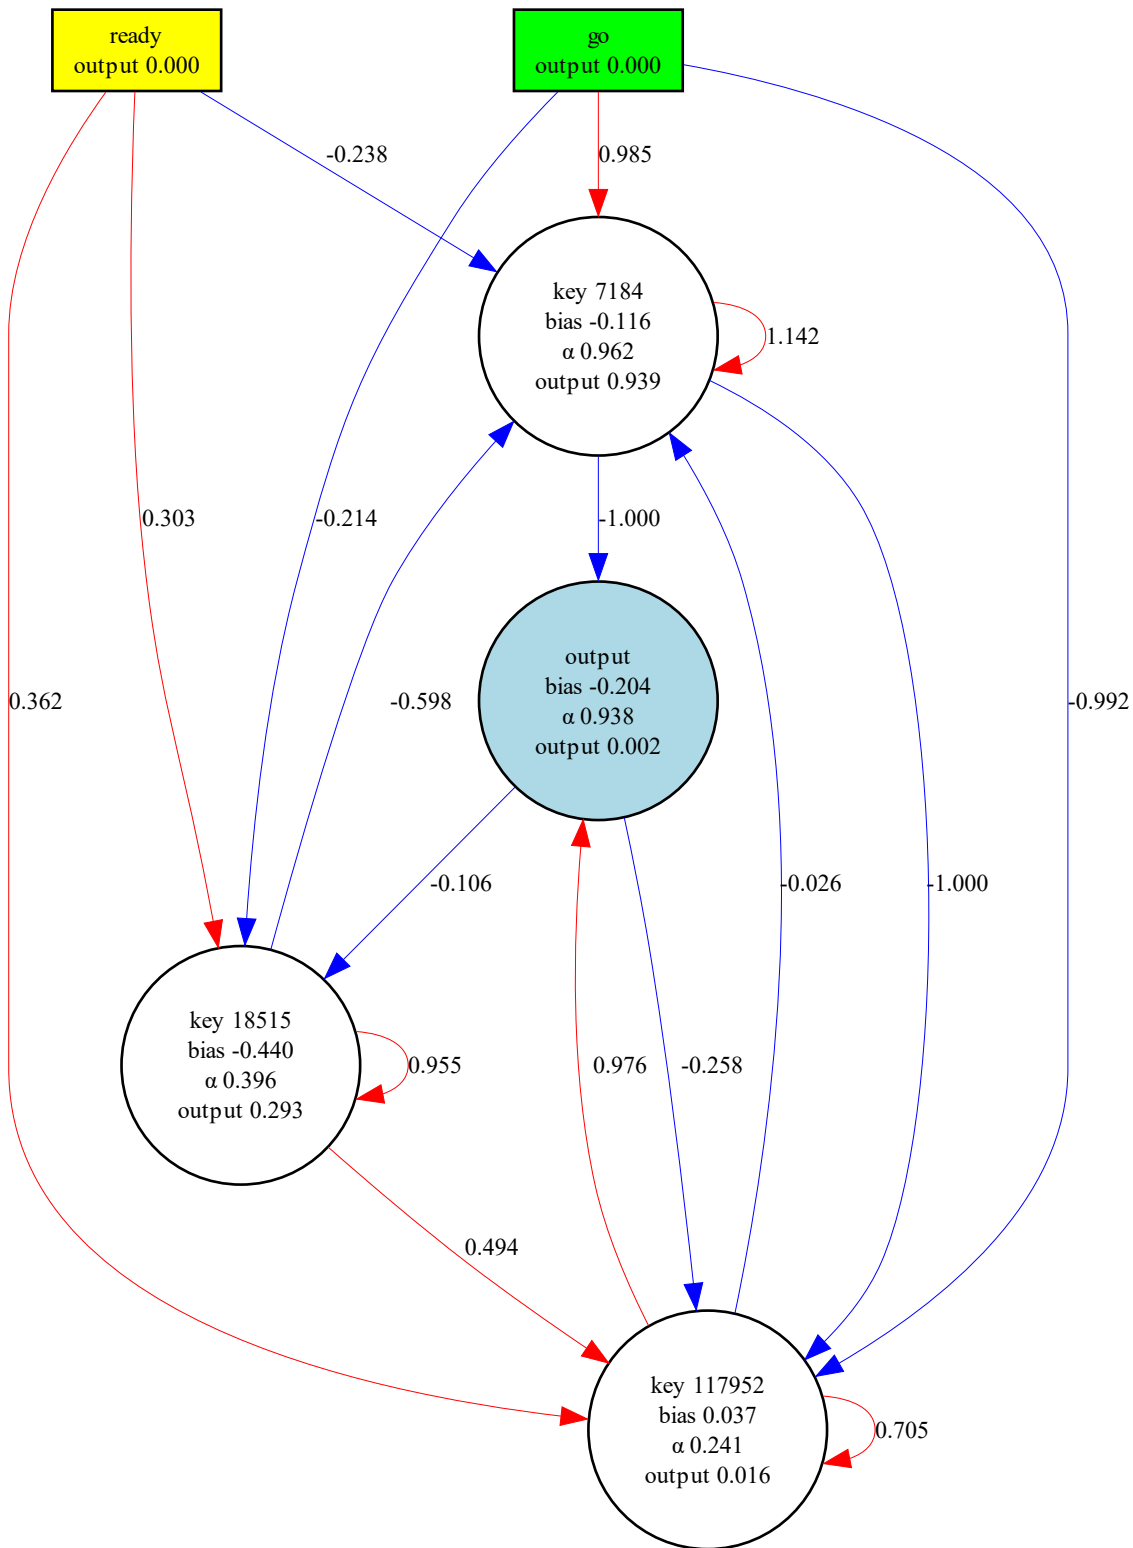 ready
output 0.000
go
output 0.000
-0.238
0.985
key 7184
bias -0.116
α 0.962
output 0.939
1.142
0.303
-0.214
-1.000
output
bias -0.204
α 0.938
output 0.002
0.362
-0.598
-0.992
-0.106
-0.026
-1.000
key 18515
bias -0.440
α 0.396
output 0.293
0.955
0.976
-0.258
0.494
key 117952
bias 0.037
α 0.241
output 0.016
0.705